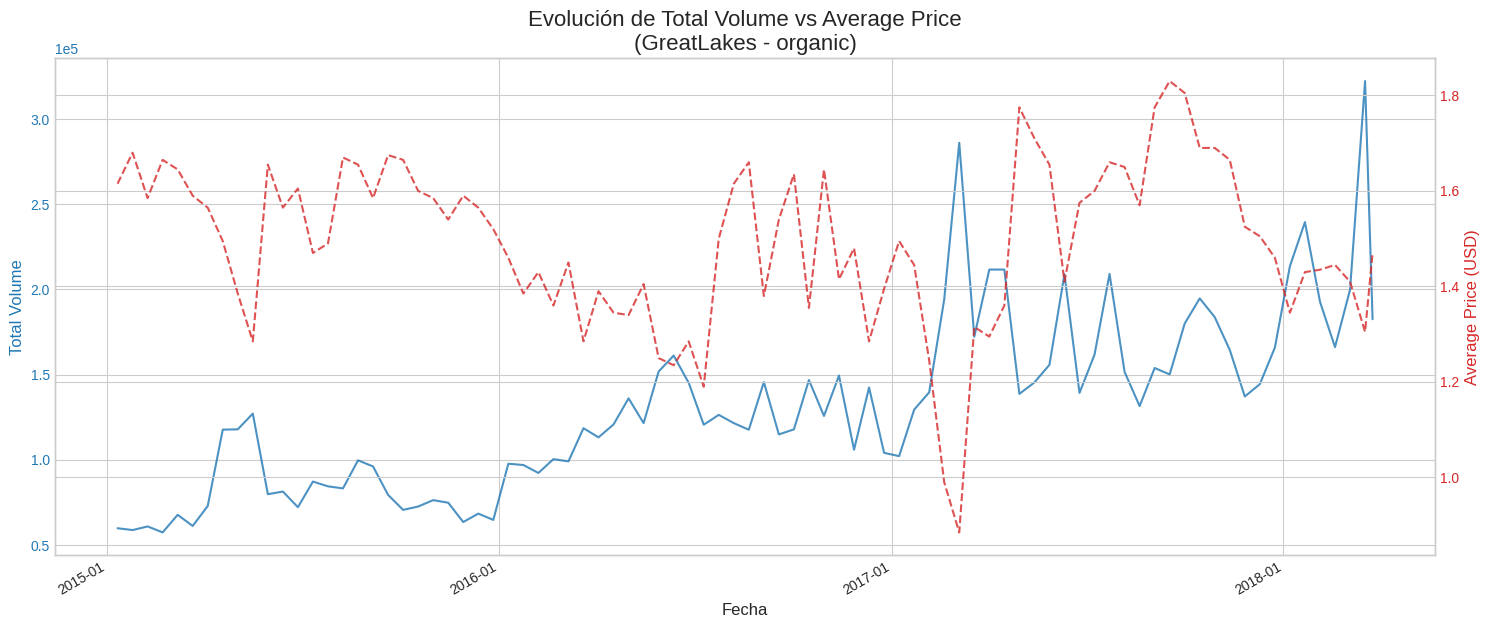 Evolución de Total Volume vs Average Price
(GreatLakes - organic)
1e5
3.0
2.5
2.0
1.5
1.0
0.5
Total Volume
1.8
1.6
1.4
1.2
1.0
Average Price (USD)
2015-01
2016-01
2017-01
2018-01
Fecha